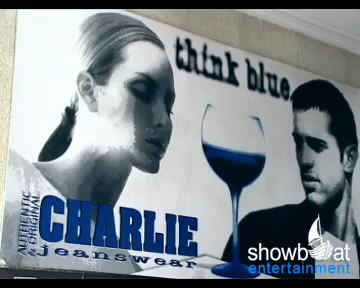 think blue
AUTHENTIC
& ORIGINAL
CHARLIE
jeanswear
showboat
entertainment